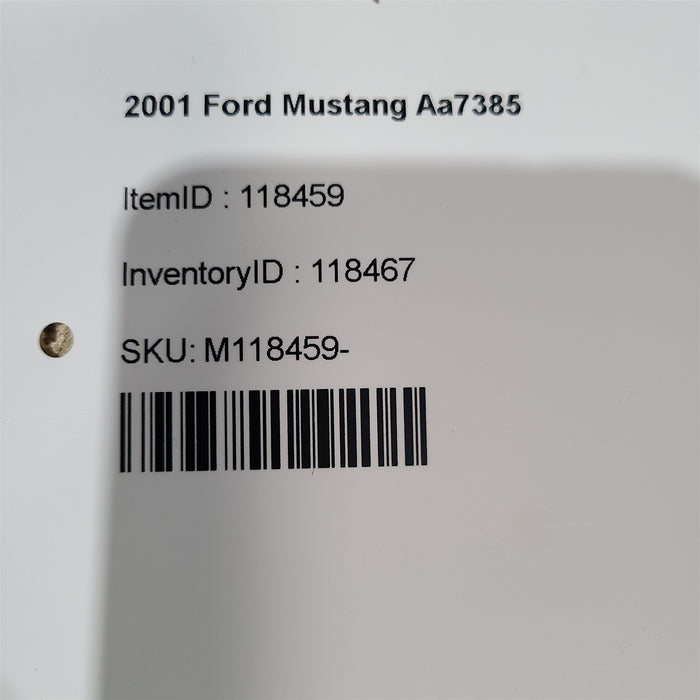 2001 Ford Mustang Aa7385
ItemID : 118459
InventoryID : 118467
SKU: M118459-